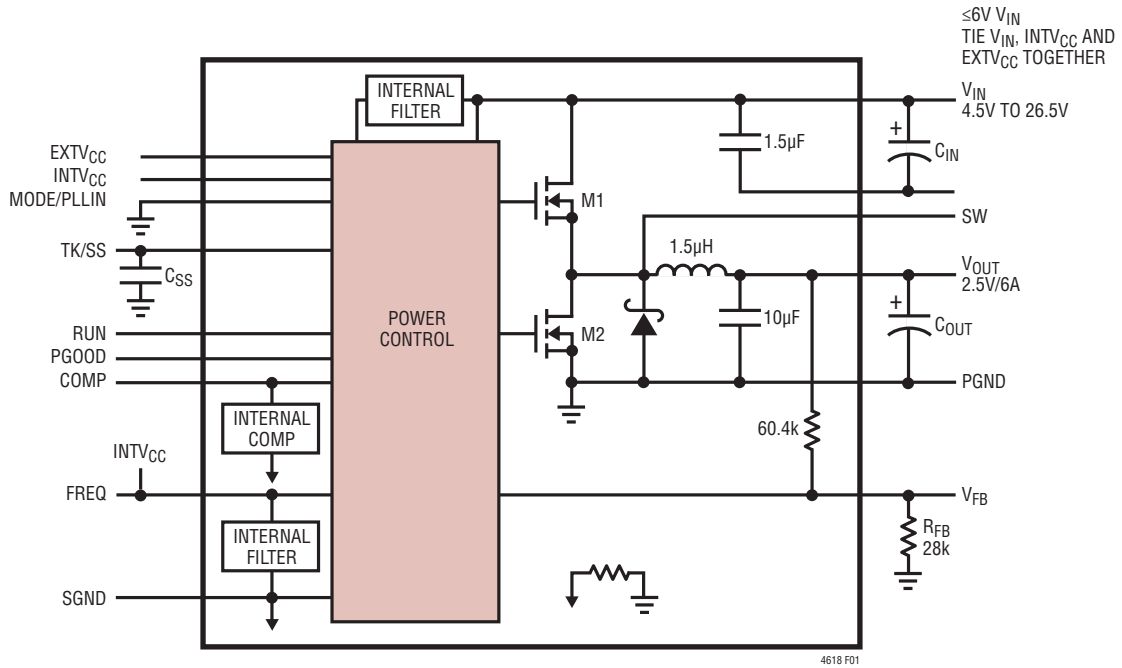 ≤6V VIN
TIE VIN, INTVCC AND
EXTVCC TOGETHER
VIN
4.5V TO 26.5V
INTERNAL
FILTER
EXTVCC
INTVCC
MODE/PLLIN
1.5µF
+
CIN
M1
SW
TK/SS
CSS
1.5µH
VOUT
2.5V/6A
RUN
PGOOD
COMP
POWER
CONTROL
M2
10µF
+
COUT
PGND
INTERNAL
COMP
60.4k
INTVCC
FREQ
VFB
INTERNAL
FILTER
RFB
28k
SGND
4618 F01